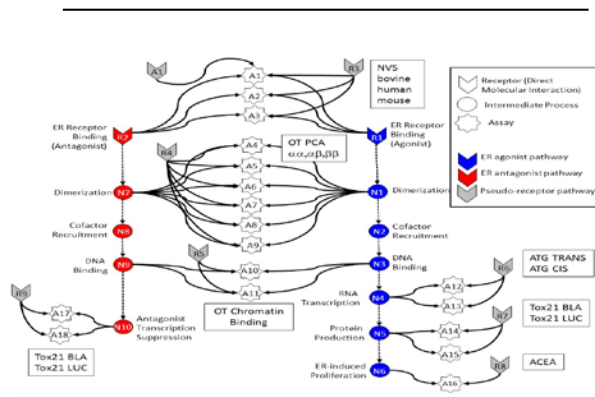 A1
R3
NVS
bovine
human
mouse
A1
A2
A3
ER Receptor
Binding
(Antagonist)
R2
R1
ER Receptor
Binding
(Agonist)
R4
OT PCA
αα,αβ,ββ
A4
A5
A6
A7
A8
A9
Dimerization
N7
N1
Dimerization
Cofactor
Recruitment
N8
N2
Cofactor
Recruitment
DNA
Binding
N9
R5
A10
A11
N3
DNA
Binding
OT Chromatin
Binding
RNA
Transcription
N4
A12
A13
R6
ATG TRANS
ATG CIS
R9
A17
A18
N10
Antagonist
Transcription
Suppression
Tox21 BLA
Tox21 LUC
Protein
Production
N5
A14
A15
R7
Tox21 BLA
Tox21 LUC
ER-induced
Proliferation
N6
A16
R8
ACEA
Receptor (Direct
Molecular Interaction)
Intermediate Process
Assay
ER agonist pathway
ER antagonist pathway
Pseudo-receptor pathway